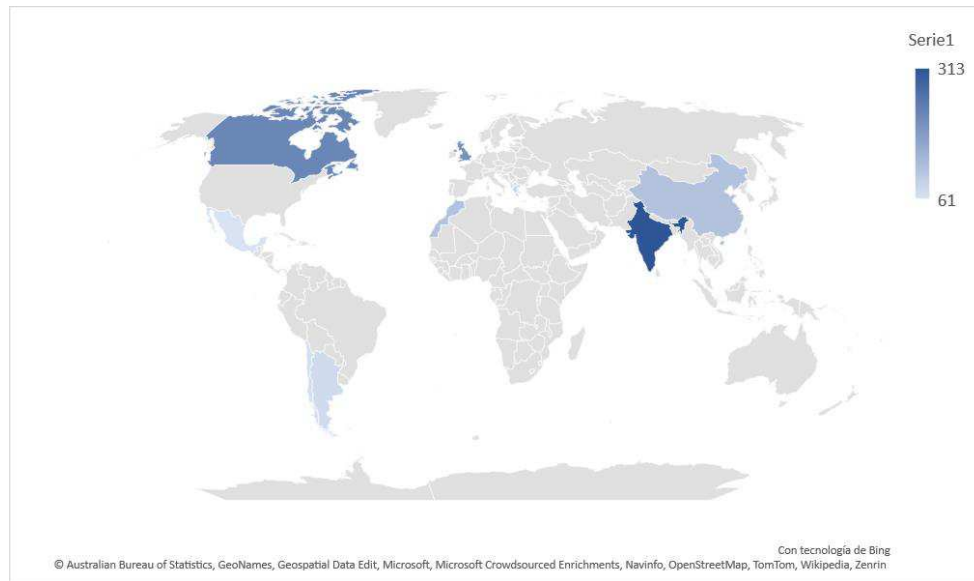 Serie1
313
61
Con tecnología de Bing
© Australian Bureau of Statistics, GeoNames, Geospatial Data Edit, Microsoft, Microsoft Crowdsourced Enrichments, Navinfo, OpenStreetMap, TomTom, Wikipedia, Zenrin